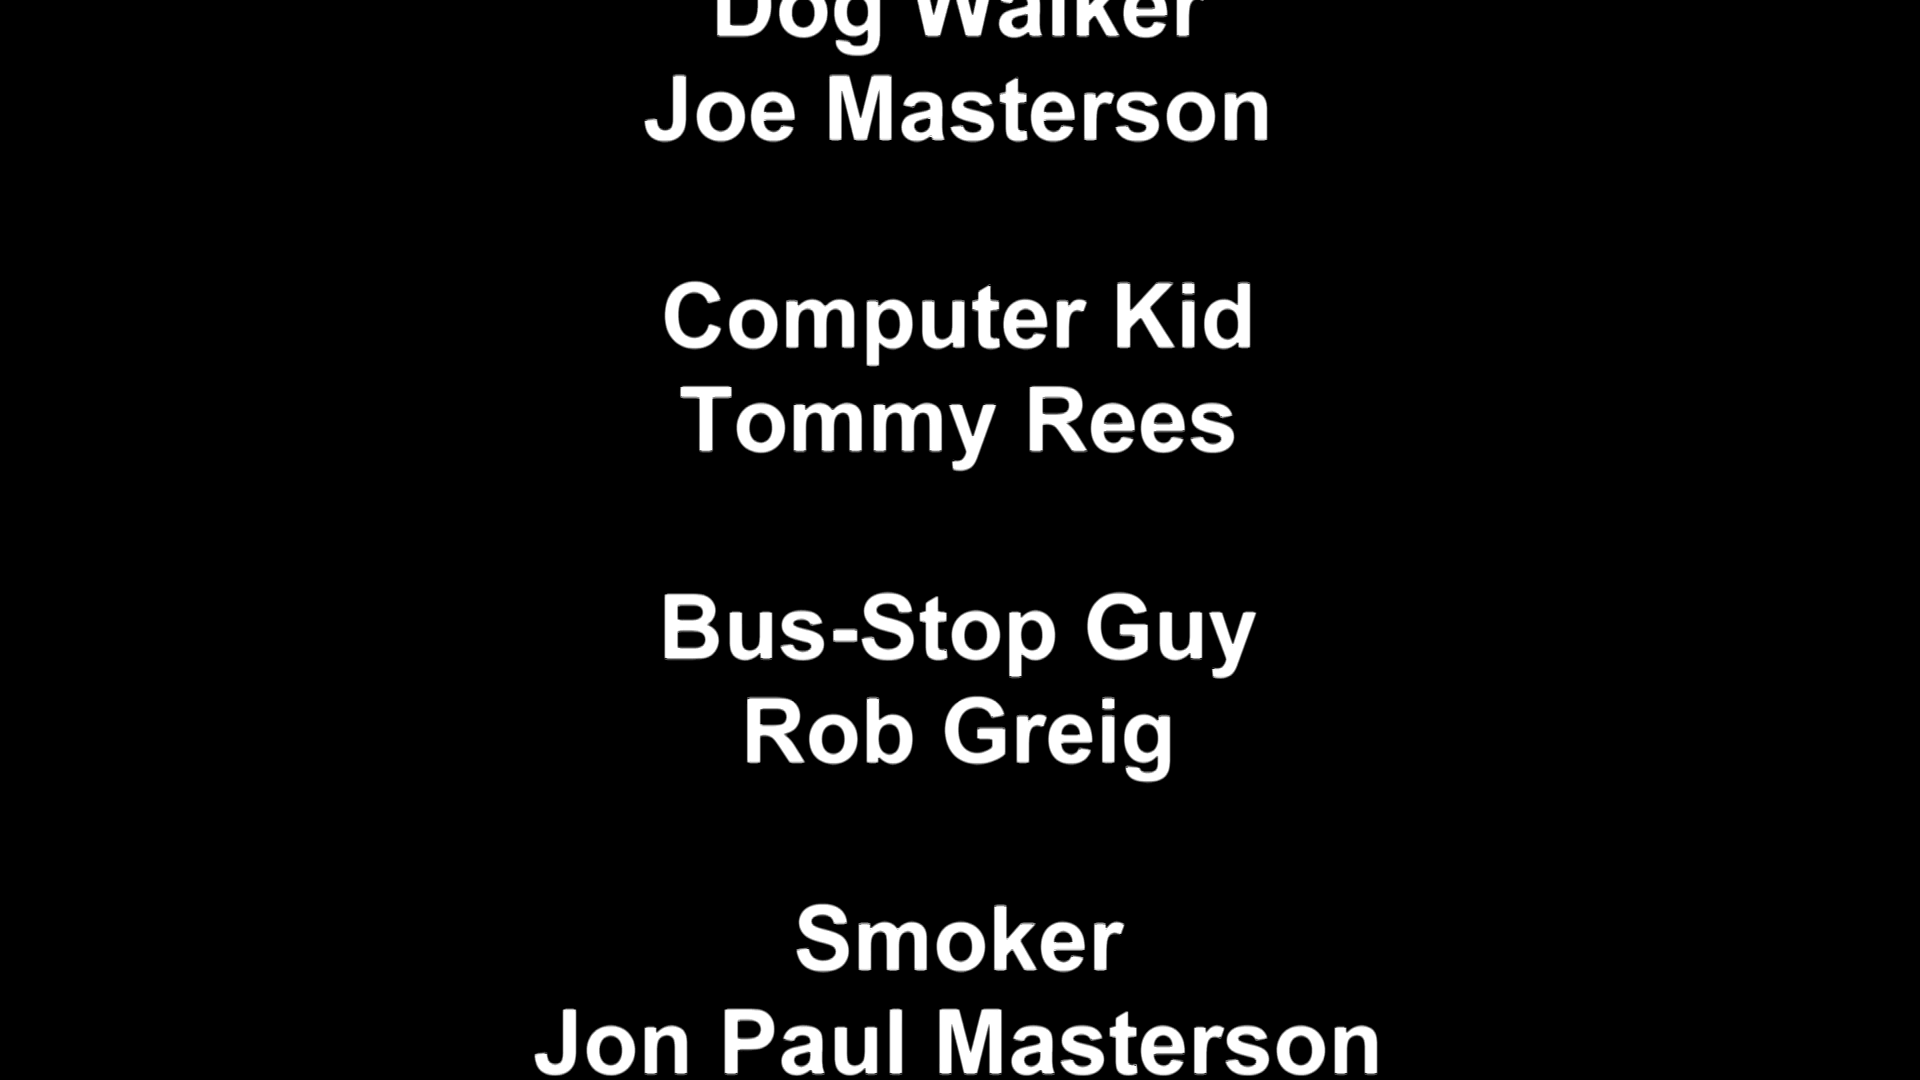 Dog Walker
Joe Masterson
Computer Kid
Tommy Rees
Bus-Stop Guy
Rob Greig
Smoker
Jon Paul Masterson